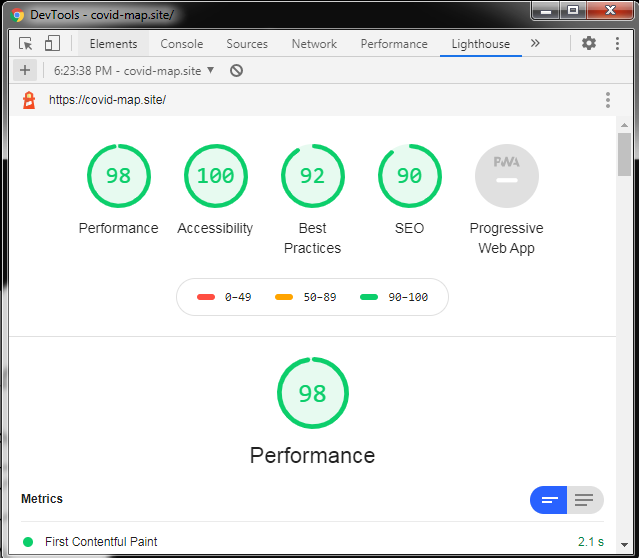 DevTools - covid-map.site/
Elements Console Sources Network Performance Lighthouse »
6:23:38 PM - covid-map.site
https://covid-map.site/
98 100 92 90 PWA
Performance Accessibility Best Practices SEO Progressive Web App
0–49 50–89 90–100
98
Performance
Metrics
First Contentful Paint 2.1 s